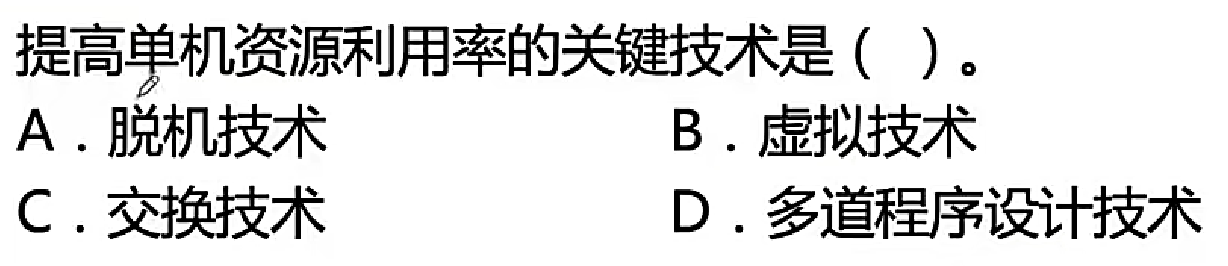 提高单机资源利用率的关键技术是（ ）。
A．脱机技术 B．虚拟技术
C．交换技术 D．多道程序设计技术